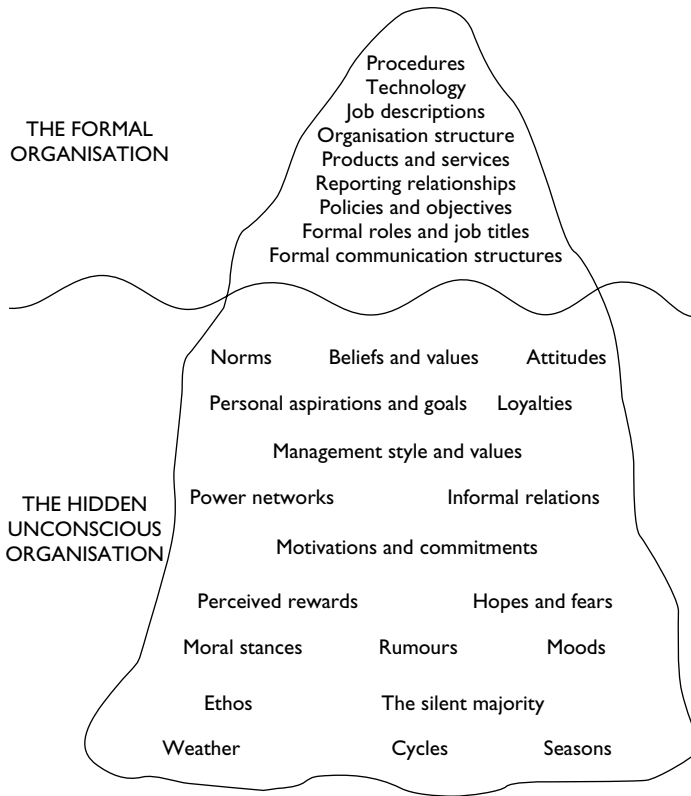 Procedures
Technology
Job descriptions
Organisation structure
Products and services
Reporting relationships
Policies and objectives
Formal roles and job titles
Formal communication structures
THE FORMAL
ORGANISATION
Norms Beliefs and values Attitudes
Personal aspirations and goals Loyalties
Management style and values
Power networks Informal relations
Motivations and commitments
Perceived rewards Hopes and fears
Moral stances Rumours Moods
Ethos The silent majority
Weather Cycles Seasons
THE HIDDEN
UNCONSCIOUS
ORGANISATION